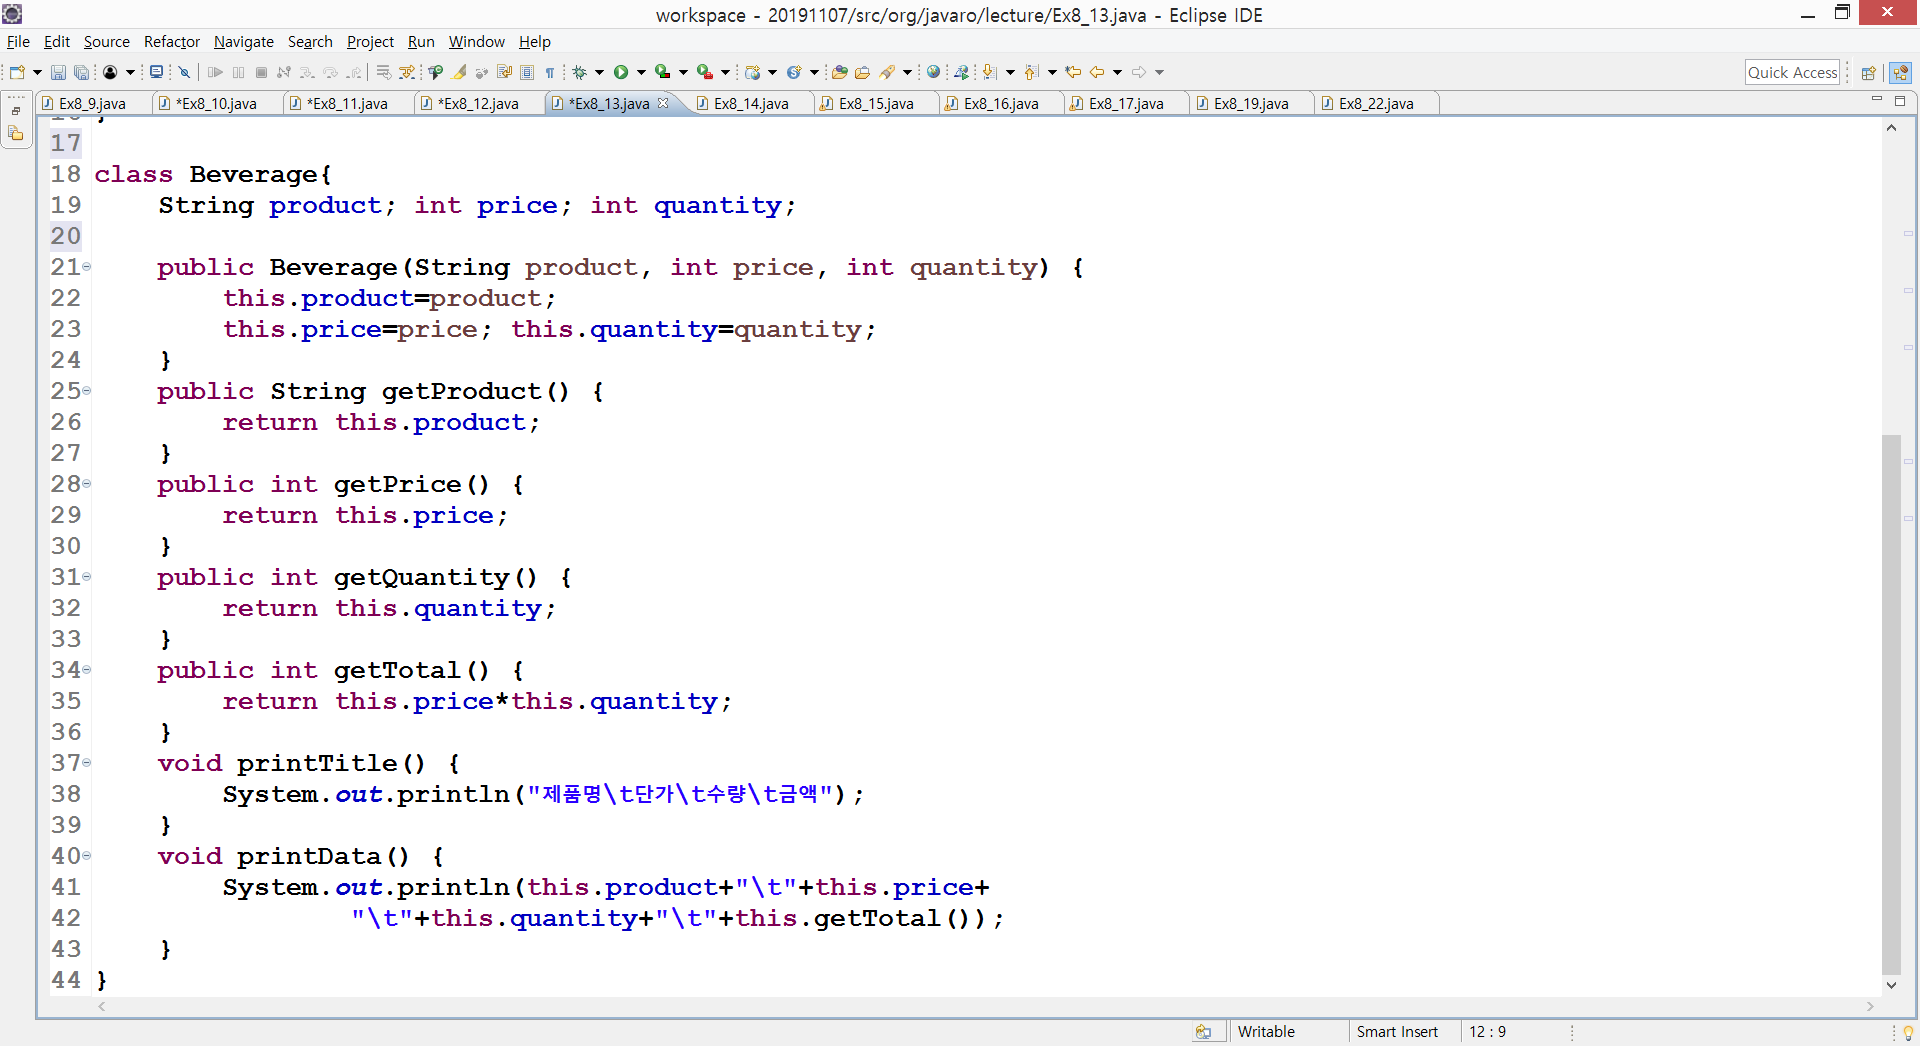 workspace - 20191107/src/org/javaro/lecture/Ex8_13.java - Eclipse IDE
File Edit Source Refactor Navigate Search Project Run Window Help
Quick Access
Ex8_9.java *Ex8_10.java *Ex8_11.java *Ex8_12.java *Ex8_13.java Ex8_14.java Ex8_15.java Ex8_16.java Ex8_17.java Ex8_19.java Ex8_22.java
17
18 class Beverage{
19 String product; int price; int quantity;
20
21 public Beverage(String product, int price, int quantity) {
22 this.product=product;
23 this.price=price; this.quantity=quantity;
24 }
25 public String getProduct() {
26 return this.product;
27 }
28 public int getPrice() {
29 return this.price;
30 }
31 public int getQuantity() {
32 return this.quantity;
33 }
34 public int getTotal() {
35 return this.price*this.quantity;
36 }
37 void printTitle() {
38 System.out.println("제품명\t단가\t수량\t금액");
39 }
40 void printData() {
41 System.out.println(this.product+"\t"+this.price+
42 "\t"+this.quantity+"\t"+this.getTotal());
43 }
44 }
Writable Smart Insert 12 : 9